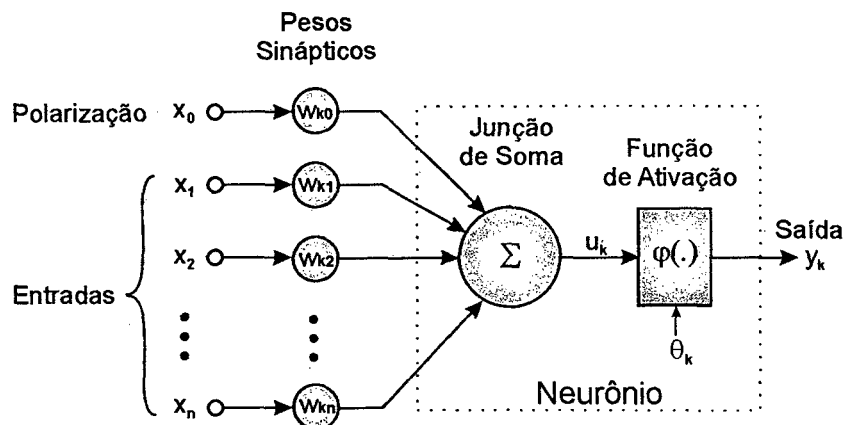 Pesos
Sinápticos
Polarização x₀ Wk0
Junção
de Soma
Função
de Ativação
x₁ Wk1
Saída
x₂ Wk2 Σ uk φ(.) yk
Entradas
θk
xn Wkn
Neurônio